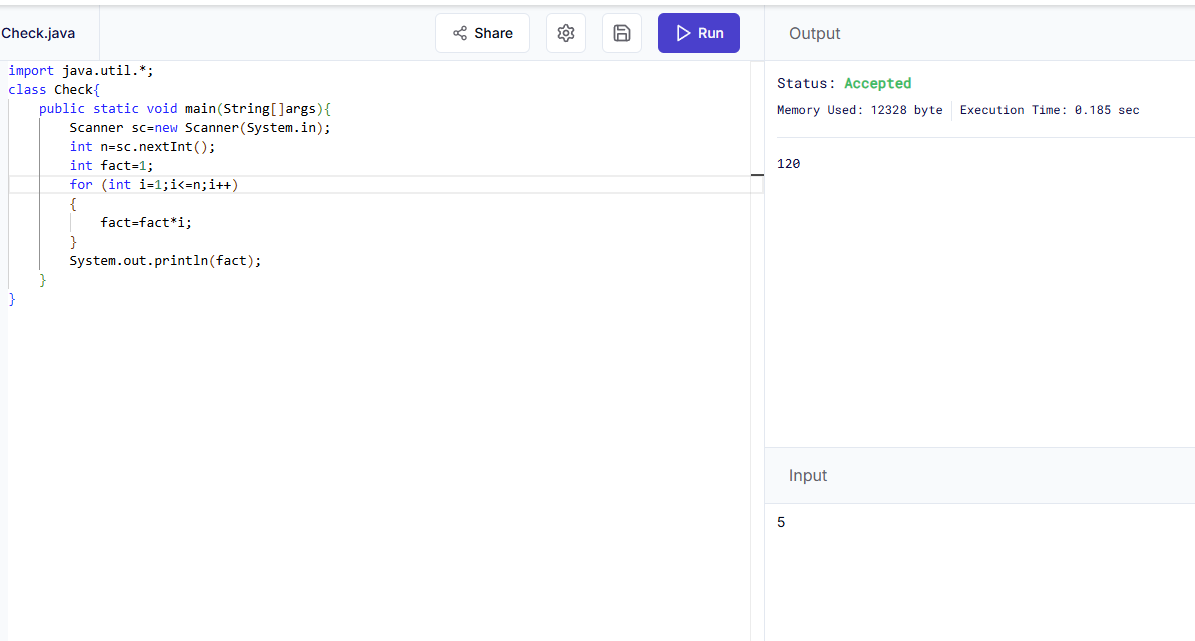 Check.java
Share
Run
import java.util.*;
class Check{
    public static void main(String[]args){
        Scanner sc=new Scanner(System.in);
        int n=sc.nextInt();
        int fact=1;
        for (int i=1;i<=n;i++)
        {
            fact=fact*i;
        }
        System.out.println(fact);
    }
}
Output
Status: Accepted
Memory Used: 12328 byte Execution Time: 0.185 sec
120
Input
5